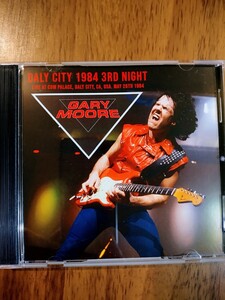 DALY CITY 1984 3RD NIGHT
LIVE AT COW PALACE, DALY CITY, CA, USA. MAY 26TH 1984
GARY
MOORE